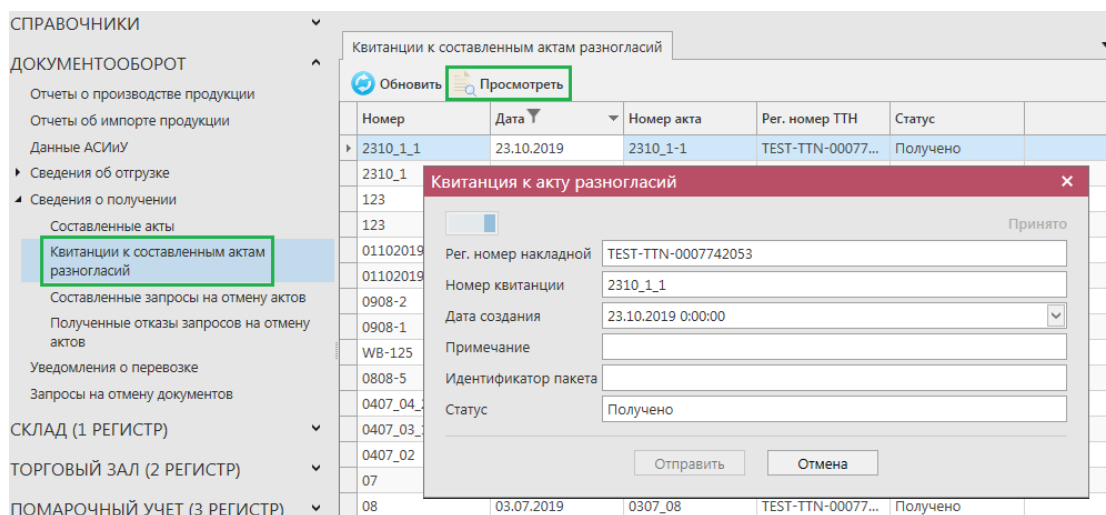 СПРАВОЧНИКИ
ДОКУМЕНТООБОРОТ
Отчеты о производстве продукции
Отчеты об импорте продукции
Данные АСИиУ
Сведения об отгрузке
Сведения о получении
Составленные акты
Квитанции к составленным актам
разногласий
Составленные запросы на отмену актов
Полученные отказы запросов на отмену
актов
Уведомления о перевозке
Запросы на отмену документов
СКЛАД (1 РЕГИСТР)
ТОРГОВЫЙ ЗАЛ (2 РЕГИСТР)
ПОМАРОЧНЫЙ УЧЕТ (3 РЕГИСТР)
Квитанции к составленным актам разногласий
Обновить Просмотреть
Номер Дата Номер акта Рег. номер ТТН Статус
2310_1_1 23.10.2019 2310_1-1 TEST-TTN-00077... Получено
2310_1
123
123
01102019
01102019
0908-2
0908-1
WB-125
0808-5
0407_04_
0407_03_
0407_02
07
08 03.07.2019 0307_08 TEST-TTN-00077... Получено
Квитанция к акту разногласий
Принято
Рег. номер накладной TEST-TTN-0007742053
Номер квитанции 2310_1_1
Дата создания 23.10.2019 0:00:00
Примечание
Идентификатор пакета
Статус Получено
Отправить Отмена